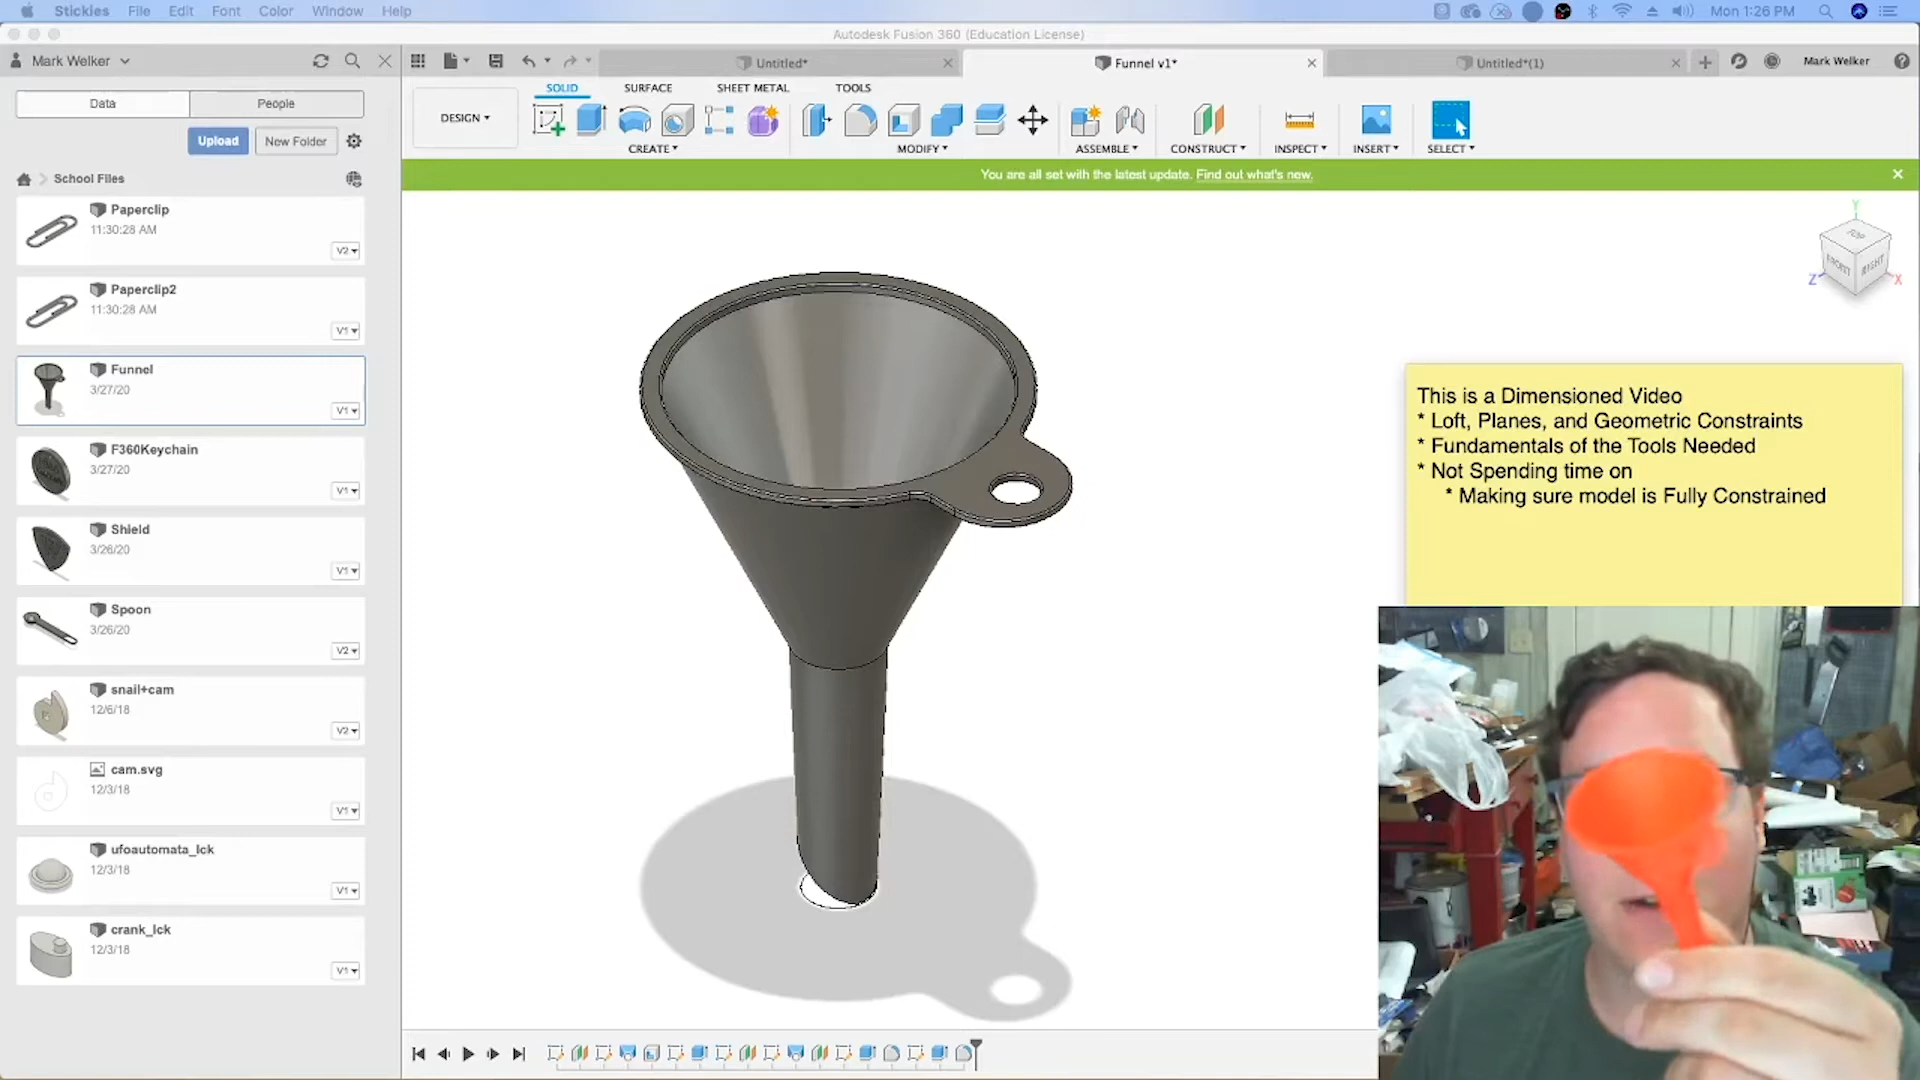 Stickies File Edit Font Color Window Help Mon 1:26 PM
Autodesk Fusion 360 (Education License)
Mark Welker
Untitled* Funnel v1* Untitled*(1) Mark Welker
Data People
SOLID SURFACE SHEET METAL TOOLS
DESIGN
Upload New Folder
CREATE MODIFY ASSEMBLE CONSTRUCT INSPECT INSERT SELECT
You are all set with the latest update. Find out what's new.
School Files
Paperclip
11:30:28 AM
V2
Paperclip2
11:30:28 AM
V1
Funnel
3/27/20
V1
F360Keychain
3/27/20
V1
Shield
3/26/20
V1
Spoon
3/26/20
V2
snail+cam
12/6/18
V2
cam.svg
12/3/18
V1
ufoautomata_lck
12/3/18
V1
crank_lck
12/3/18
V1
Y
TOP
FRONT RIGHT
Z X
This is a Dimensioned Video
* Loft, Planes, and Geometric Constraints
* Fundamentals of the Tools Needed
* Not Spending time on
* Making sure model is Fully Constrained